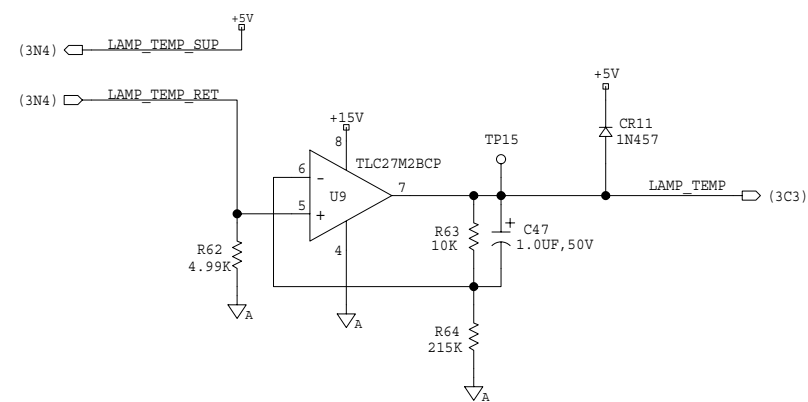 +5V
(3N4) LAMP_TEMP_SUP
(3N4) LAMP_TEMP_RET
+5V
+15V
8
TP15
CR11
1N457
TLC27M2BCP
6
-
U9
7
LAMP_TEMP
(3C3)
5
+
R62
4.99K
4
R63
10K
+
C47
1.0UF,50V
A
A
R64
215K
A